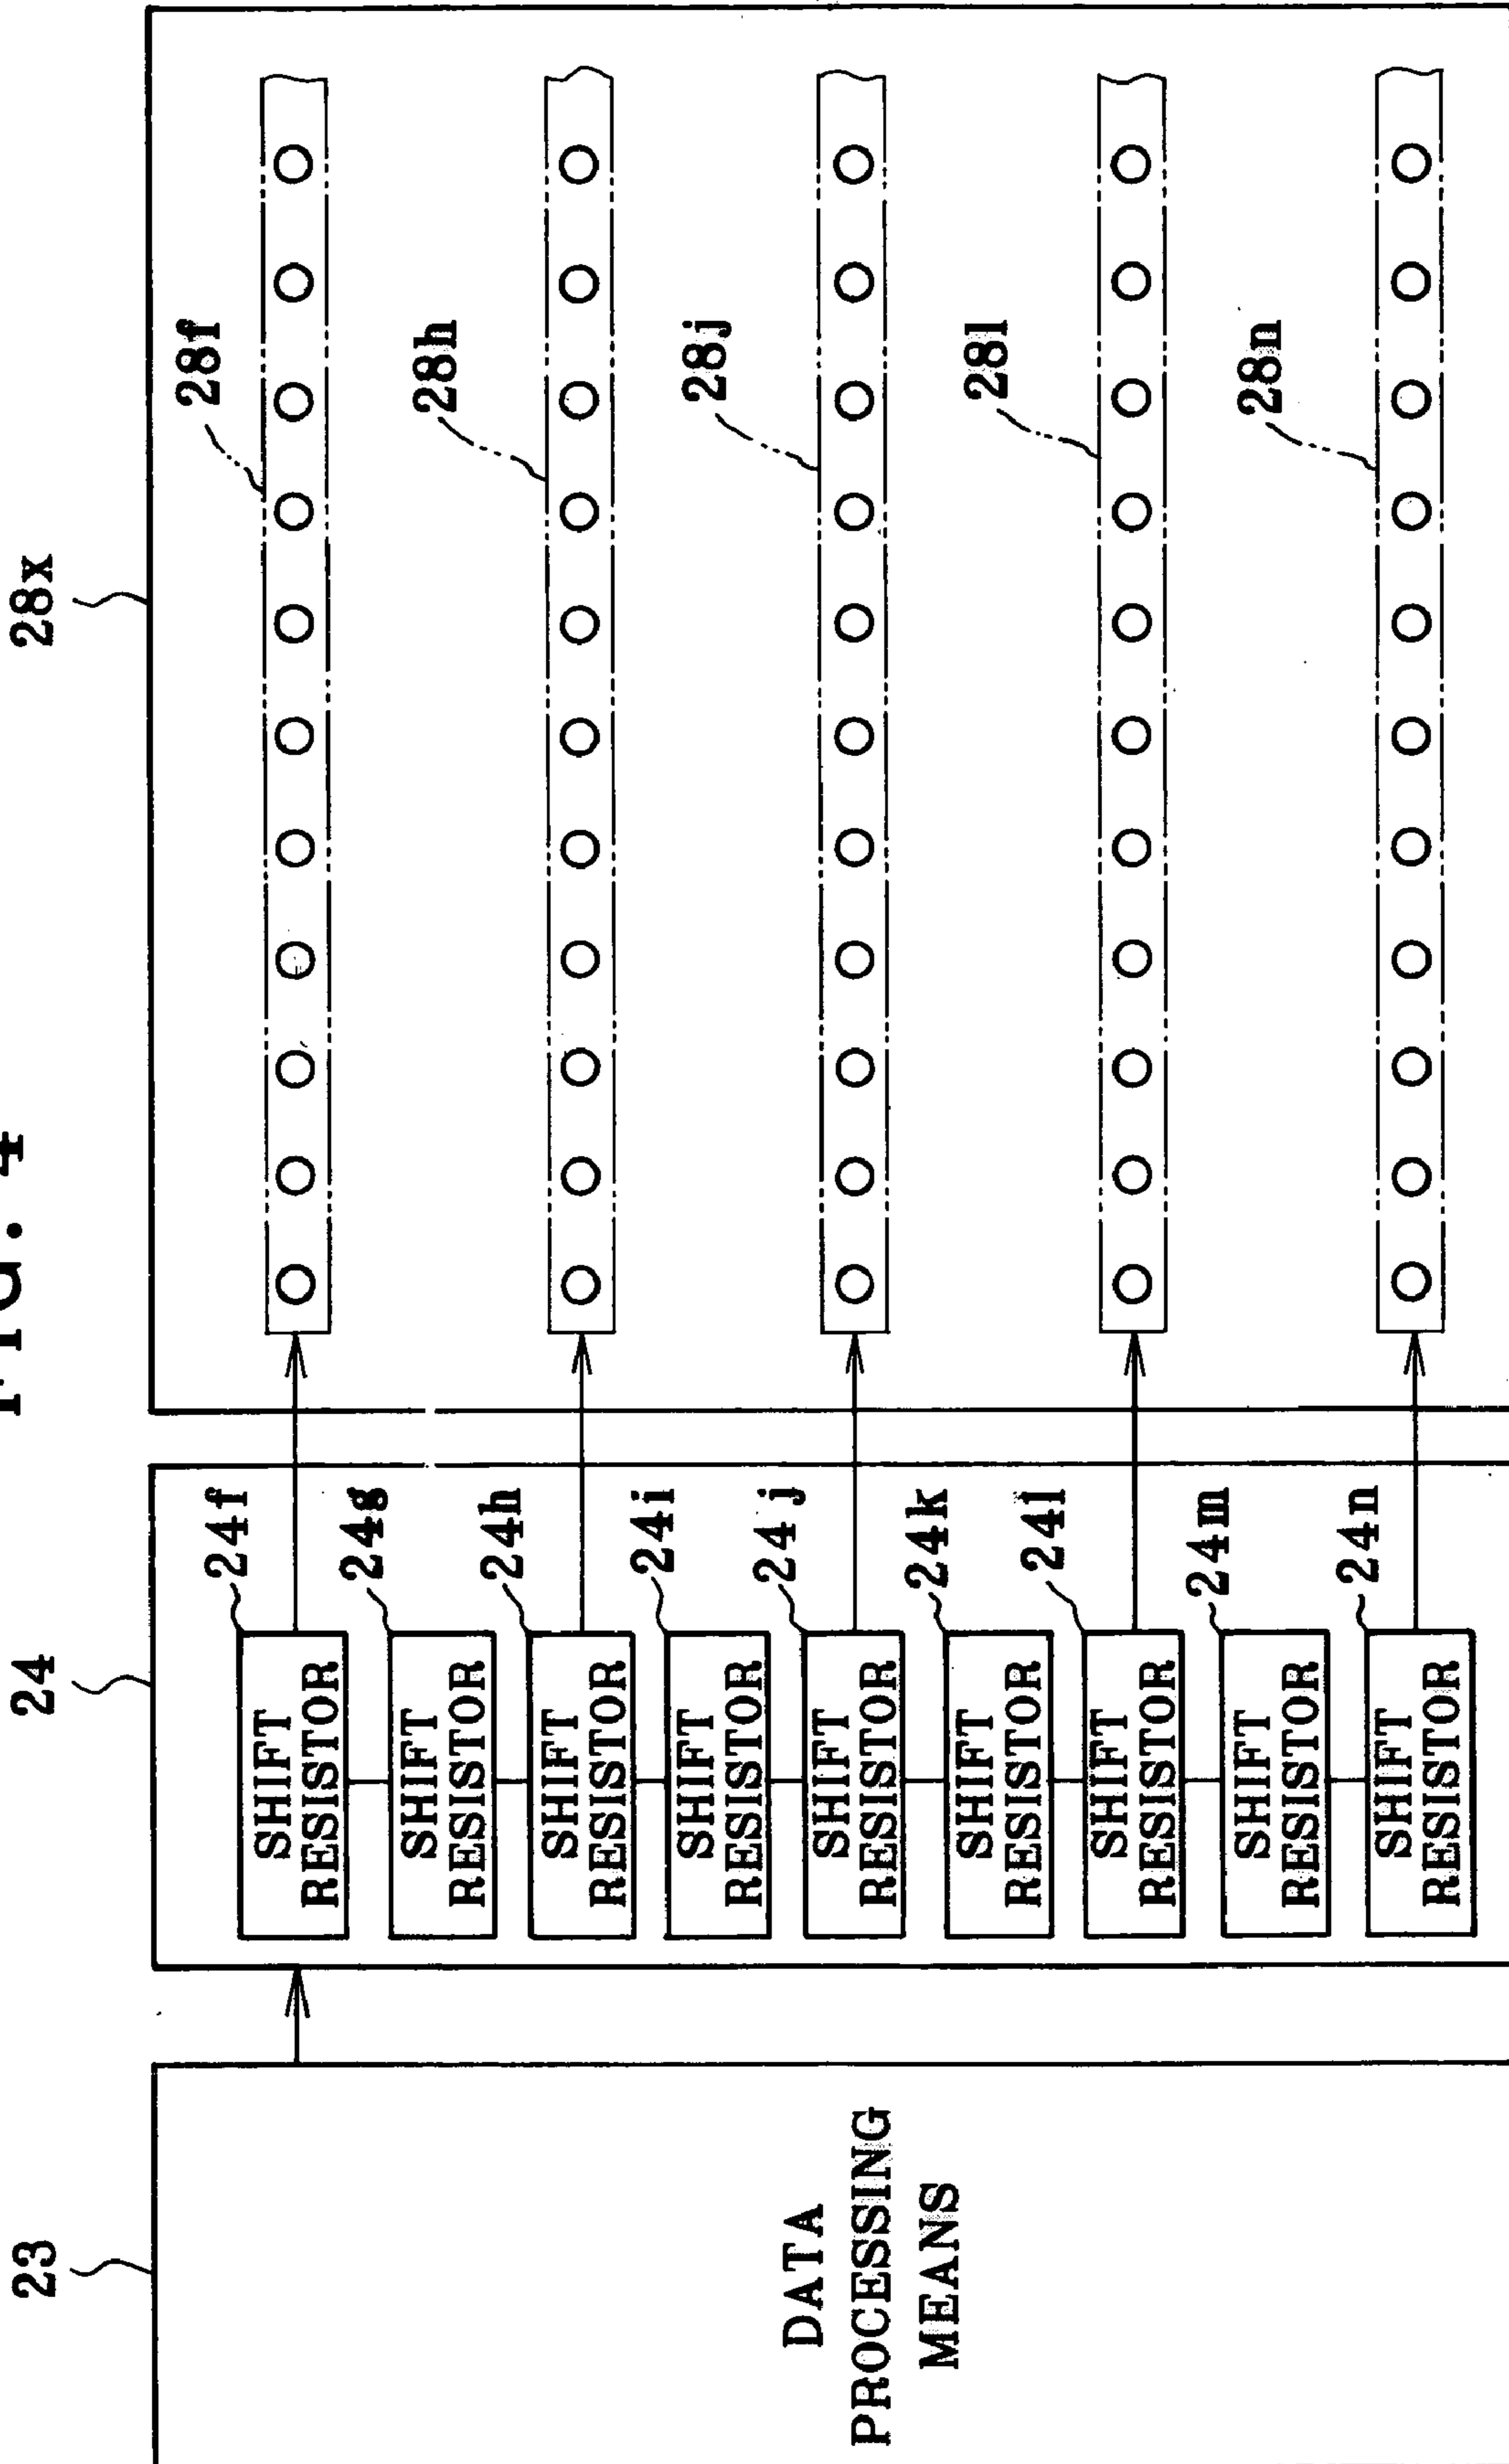 FIG. 4
23
24
28x
DATA
PROCESSING
MEANS
SHIFT
RESISTOR
24f
28f
SHIFT
RESISTOR
24g
SHIFT
RESISTOR
24h
28h
SHIFT
RESISTOR
24i
SHIFT
RESISTOR
24j
28j
SHIFT
RESISTOR
24k
SHIFT
RESISTOR
24l
28l
SHIFT
RESISTOR
24m
SHIFT
RESISTOR
24n
28n